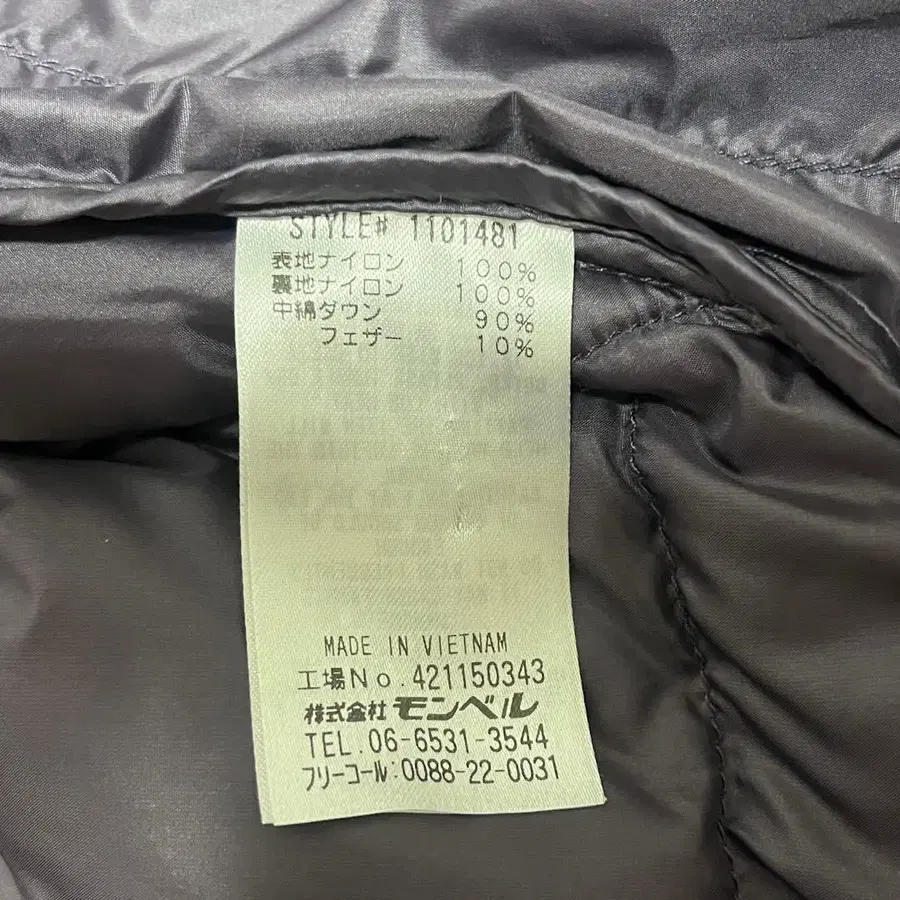 STYLE# 1101481
表地ナイロン 100%
裏地ナイロン 100%
中綿ダウン 90%
フェザー 10%
MADE IN VIETNAM
工場No.421150343
株式会社 モンベル
TEL.06-6531-3544
フリーコール:0088-22-0031